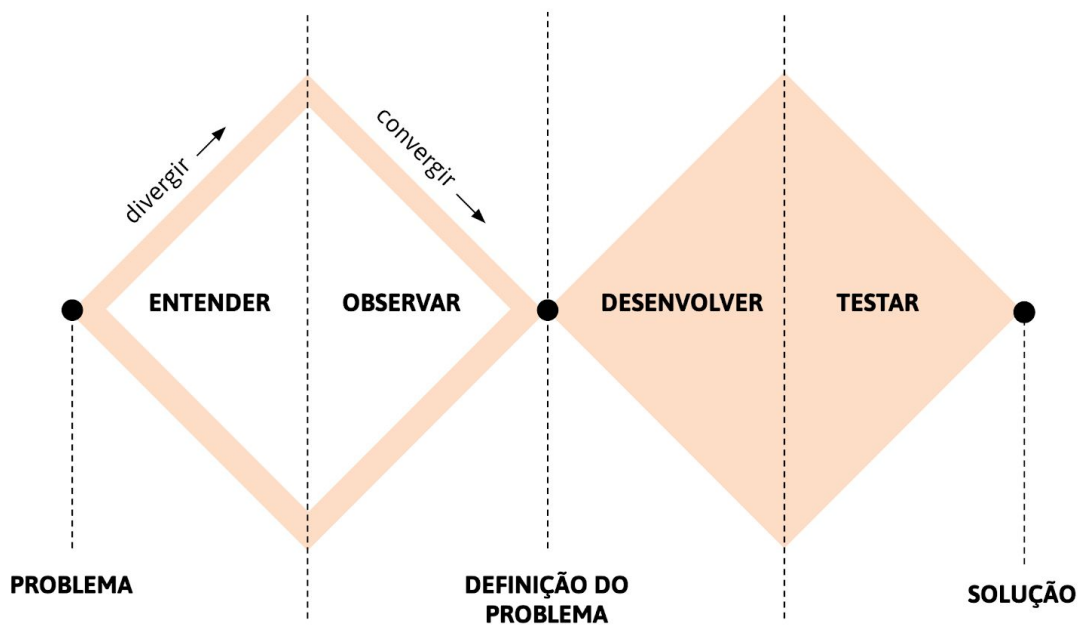 divergir
convergir
ENTENDER
OBSERVAR
DESENVOLVER
TESTAR
PROBLEMA
DEFINIÇÃO DO
PROBLEMA
SOLUÇÃO